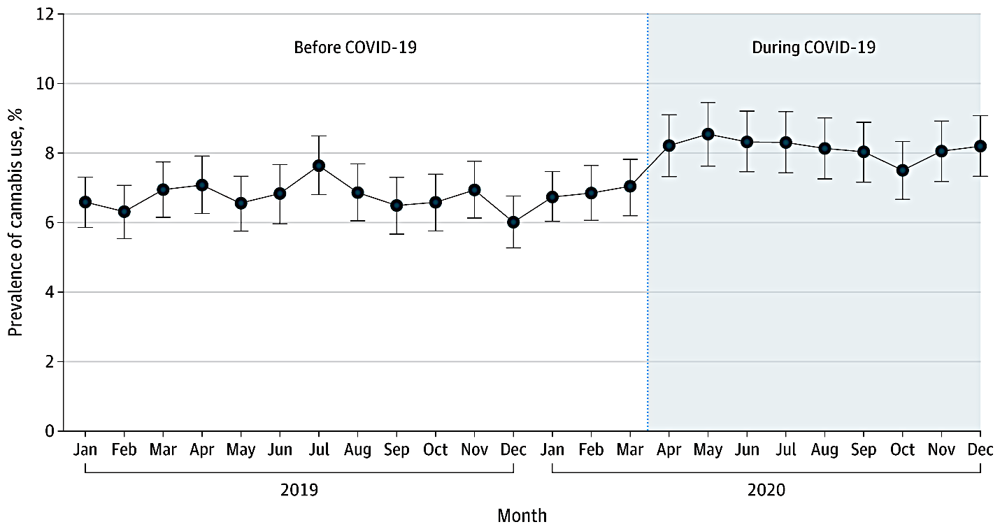 12
Before COVID-19 During COVID-19
10
8
6
4
2
0
Prevalence of cannabis use, %
Jan Feb Mar Apr May Jun Jul Aug Sep Oct Nov Dec Jan Feb Mar Apr May Jun Jul Aug Sep Oct Nov Dec
2019 2020
Month